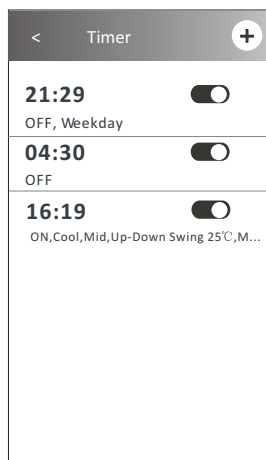 < Timer +
21:29
OFF, Weekday
04:30
OFF
16:19
ON,Cool,Mid,Up-Down Swing 25℃,M...